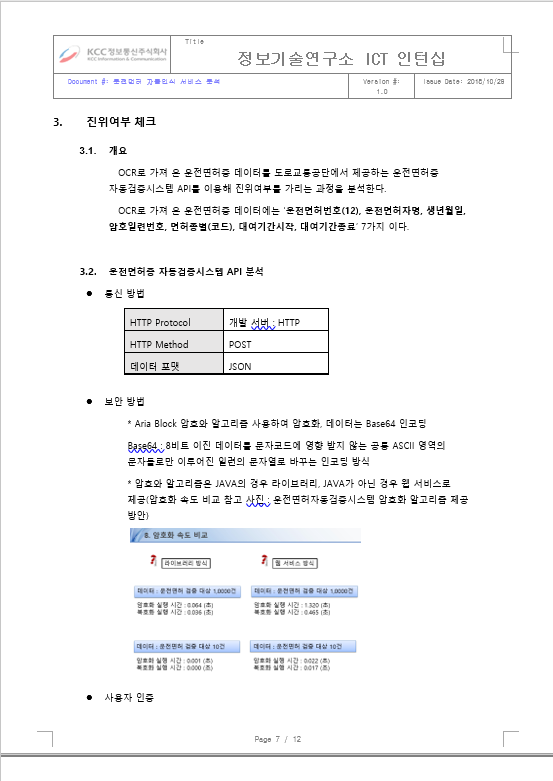 KCC정보통신주식회사
KCC Information & Communication
Title
정보기술연구소 ICT 인턴십
Document #: 운전면허 자동인식 서비스 분석
Version #:
1.0
Issue Date: 2016/10/28
3. 진위여부 체크
3.1. 개요
OCR로 가져 온 운전면허증 데이터를 도로교통공단에서 제공하는 운전면허증
자동검증시스템 API를 이용해 진위여부를 가리는 과정을 분석한다.
OCR로 가져 온 운전면허증 데이터에는 '운전면허번호(12), 운전면허자명, 생년월일,
암호일련번호, 면허종별(코드), 대여기간시작, 대여기간종료' 7가지 이다.
3.2. 운전면허증 자동검증시스템 API 분석
● 통신 방법
HTTP Protocol 개발 서버 : HTTP
HTTP Method POST
데이터 포맷 JSON
● 보안 방법
* Aria Block 암호와 알고리즘 사용하여 암호화, 데이터는 Base64 인코딩
Base64 : 8비트 이진 데이터를 문자코드에 영향 받지 않는 공통 ASCII 영역의
문자들로만 이루어진 일련의 문자열로 바꾸는 인코딩 방식
* 암호와 알고리즘은 JAVA의 경우 라이브러리, JAVA가 아닌 경우 웹 서비스로
제공(암호화 속도 비교 참고 사진 : 운전면허자동검증시스템 암호화 알고리즘 제공
방안)
8. 암호화 속도 비교
? 라이브러리 방식 ? 웹 서비스 방식
데이터 : 운전면허 검증 대상 1,0000건 데이터 : 운전면허 검증 대상 1,0000건
암호화 실행 시간 : 0.064 (초) 암호화 실행 시간 : 1.320 (초)
복호화 실행 시간 : 0.036 (초) 복호화 실행 시간 : 0.465 (초)
데이터 : 운전면허 검증 대상 10건 데이터 : 운전면허 검증 대상 10건
암호화 실행 시간 : 0.001 (초) 암호화 실행 시간 : 0.022 (초)
복호화 실행 시간 : 0.000 (초) 복호화 실행 시간 : 0.017 (초)
● 사용자 인증
Page 7 / 12